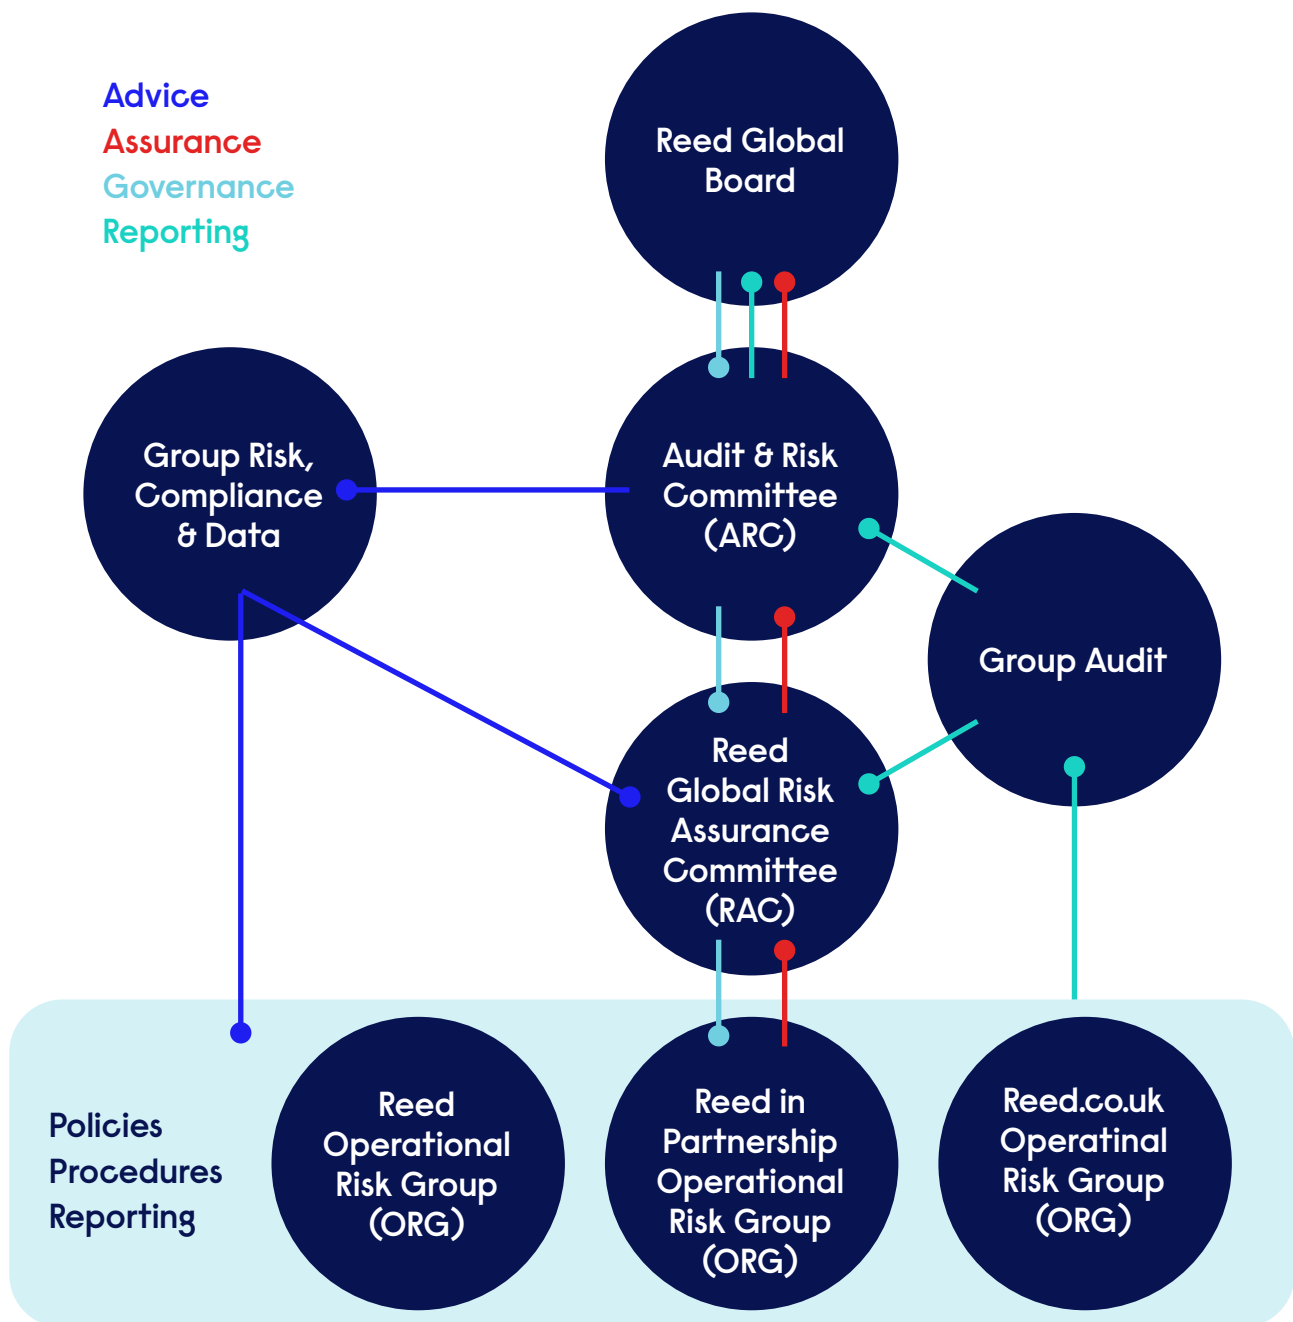 Advice
Assurance
Governance
Reporting
Reed Global
Board
Group Risk,
Compliance
& Data
Audit & Risk
Committee
(ARC)
Group Audit
Reed
Global Risk
Assurance
Committee
(RAC)
Policies
Procedures
Reporting
Reed
Operational
Risk Group
(ORG)
Reed in
Partnership
Operational
Risk Group
(ORG)
Reed.co.uk
Operatinal
Risk Group
(ORG)